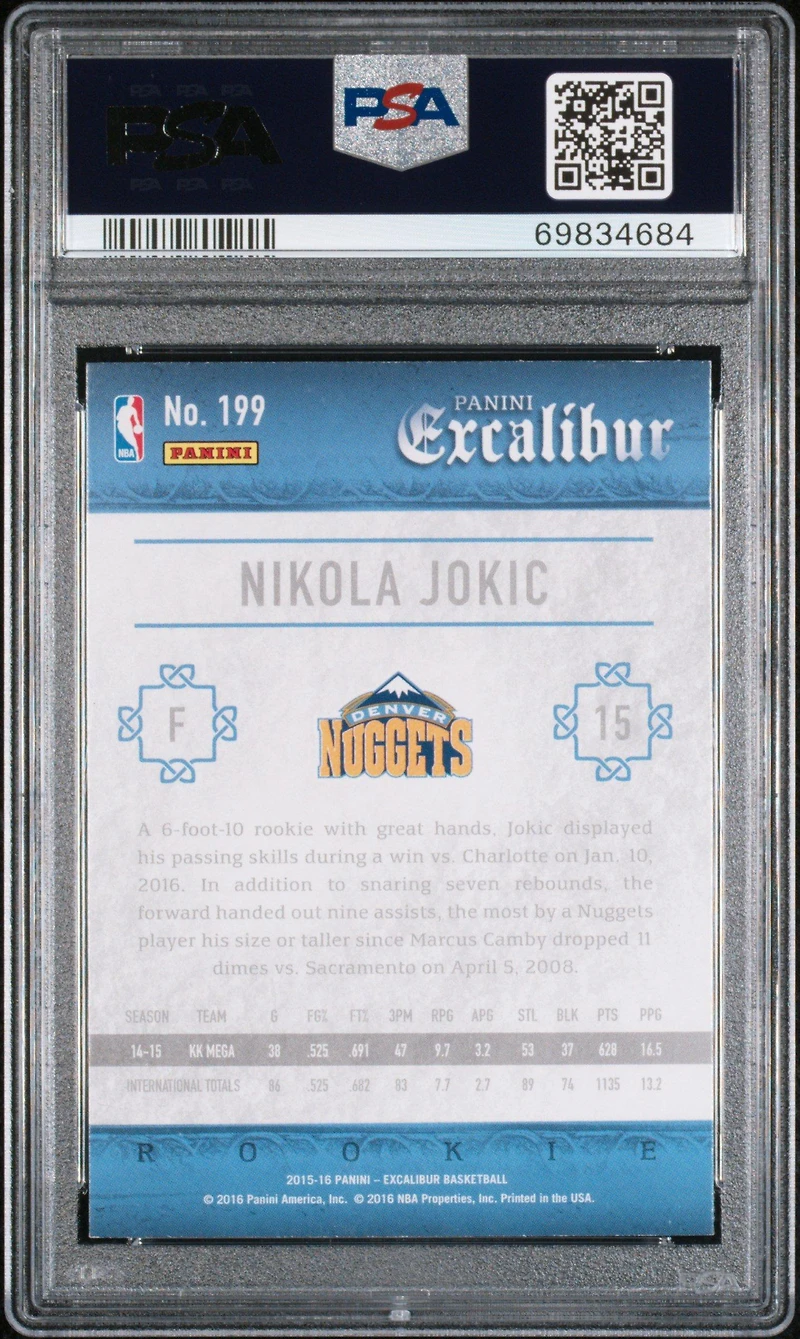 PSA
PSA
69834684
NBA
No. 199
PANINI
PANINI
Excalibur
NIKOLA JOKIC
F
DENVER
NUGGETS
15
A 6-foot-10 rookie with great hands, Jokic displayed
his passing skills during a win vs. Charlotte on Jan. 10,
2016. In addition to snaring seven rebounds, the
forward handed out nine assists, the most by a Nuggets
player his size or taller since Marcus Camby dropped 11
dimes vs. Sacramento on April 5, 2008.
SEASON TEAM G FG% FT% 3PM RPG APG STL BLK PTS PPG
14-15 KK MEGA 38 .525 .691 47 9.7 3.2 53 37 628 16.5
INTERNATIONAL TOTALS 86 .525 .682 83 7.7 2.7 89 74 1135 13.2
ROOKIE
2015-16 PANINI – EXCALIBUR BASKETBALL
© 2016 Panini America, Inc. © 2016 NBA Properties, Inc. Printed in the USA.
PSA